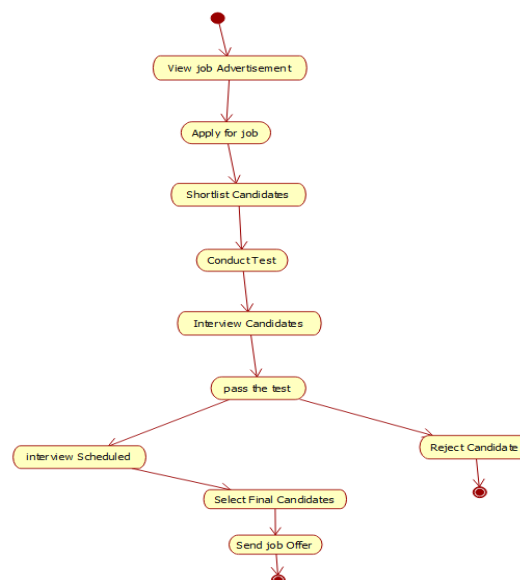 View job Advertisement
Apply for job
Shortlist Candidates
Conduct Test
Interview Candidates
pass the test
interview Scheduled
Reject Candidate
Select Final Candidates
Send job Offer